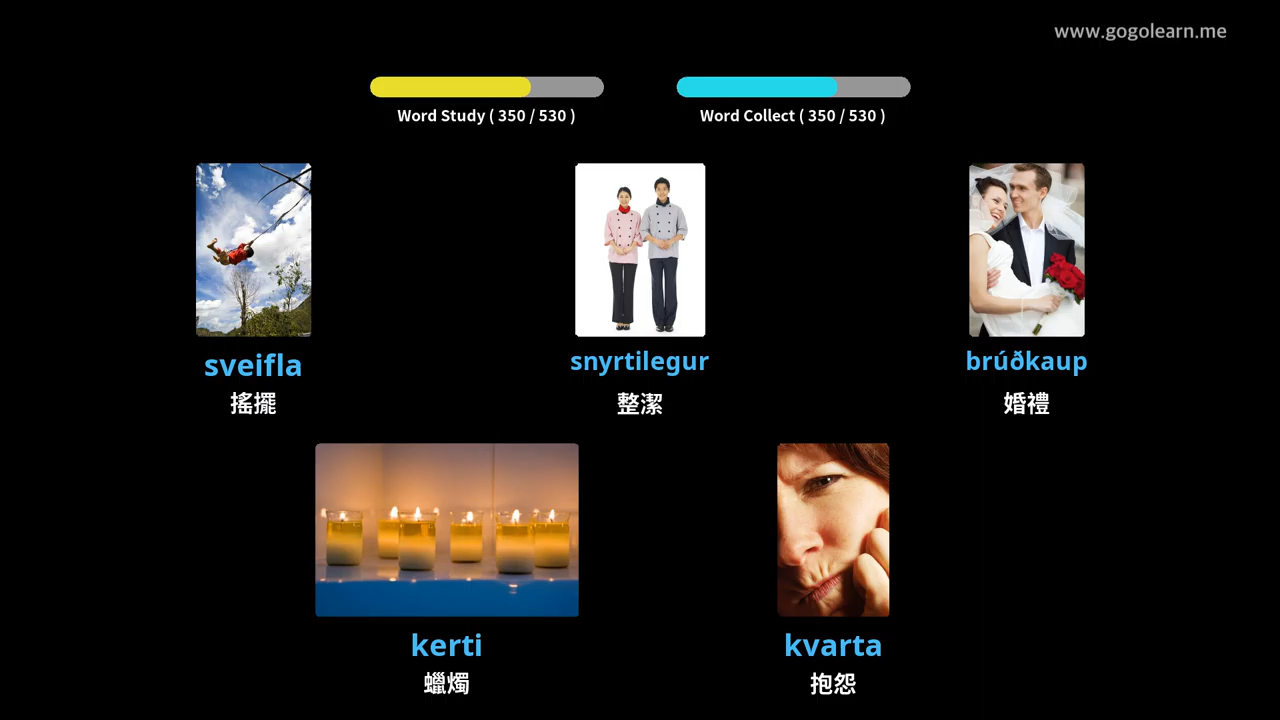 www.gogolearn.me
Word Study ( 350 / 530 )
Word Collect ( 350 / 530 )
sveifla
搖擺
snyrtilegur
整潔
brúðkaup
婚禮
kerti
蠟燭
kvarta
抱怨